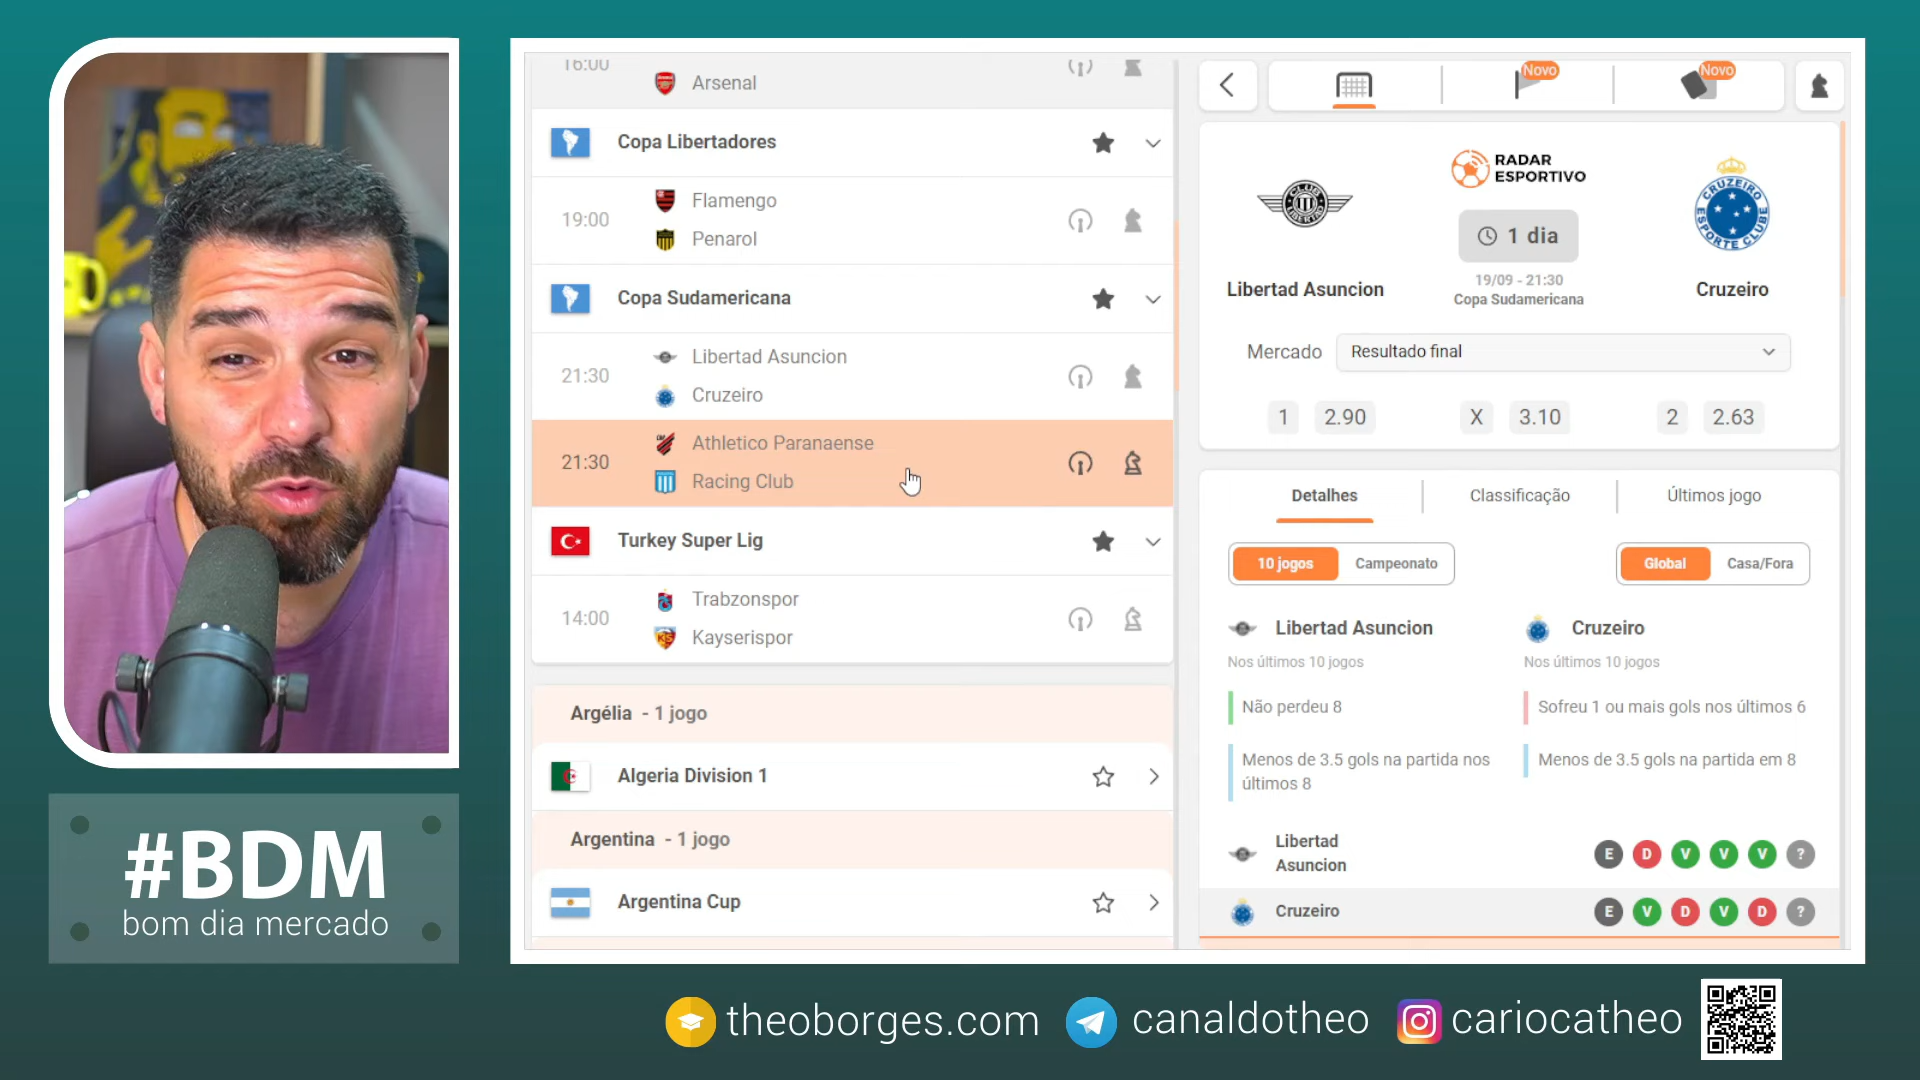 16:00
Arsenal
Copa Libertadores
19:00
Flamengo
Penarol
Copa Sudamericana
21:30
Libertad Asuncion
Cruzeiro
21:30
Athletico Paranaense
Racing Club
Turkey Super Lig
14:00
Trabzonspor
Kayserispor
Argélia - 1 jogo
Algeria Division 1
Argentina - 1 jogo
Argentina Cup
Novo
Novo
RADAR
ESPORTIVO
CLUB
LIBERTAD
CRUZEIRO
ESPORTE CLUBE
1 dia
19/09 - 21:30
Copa Sudamericana
Libertad Asuncion
Cruzeiro
Mercado
Resultado final
1 2.90 X 3.10 2 2.63
Detalhes Classificação Últimos jogo
10 jogos Campeonato Global Casa/Fora
Libertad Asuncion
Nos últimos 10 jogos
Não perdeu 8
Menos de 3.5 gols na partida nos
últimos 8
Cruzeiro
Nos últimos 10 jogos
Sofreu 1 ou mais gols nos últimos 6
Menos de 3.5 gols na partida em 8
Libertad
Asuncion
E D V V V ?
Cruzeiro
E V D V D ?
#BDM
bom dia mercado
theoborges.com canaldotheo cariocatheo